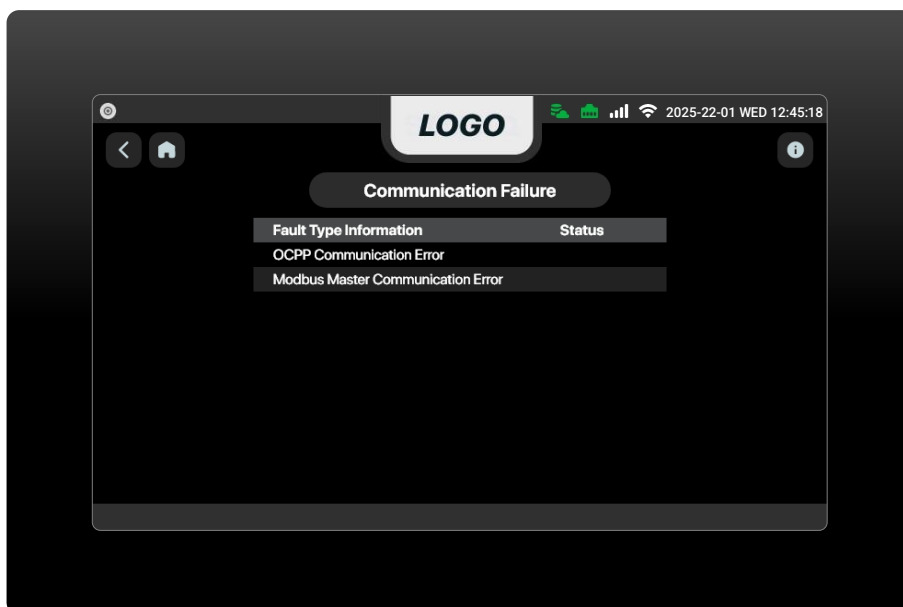 LOGO
2025-22-01 WED 12:45:18
Communication Failure
Fault Type Information Status
OCPP Communication Error
Modbus Master Communication Error